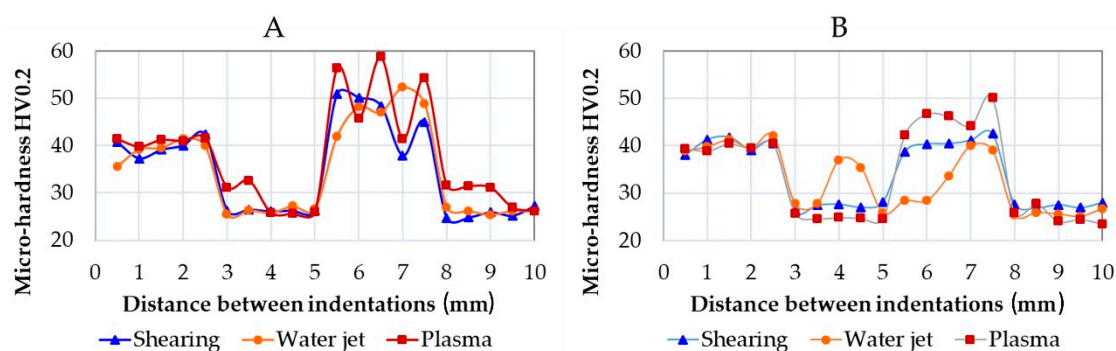 A
Micro-hardness HV0.2
60
50
40
30
20
0 1 2 3 4 5 6 7 8 9 10
Distance between indentations (mm)
Shearing Water jet Plasma
B
Micro-hardness HV0.2
60
50
40
30
20
0 1 2 3 4 5 6 7 8 9 10
Distance between indentations (mm)
Shearing Water jet Plasma